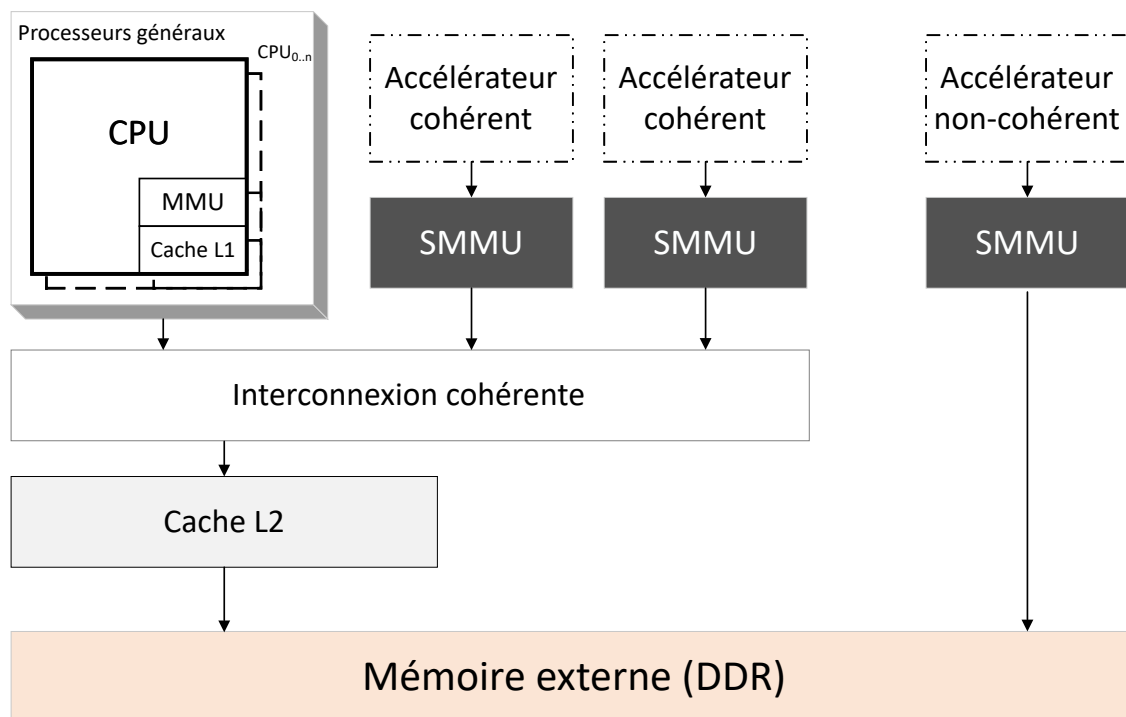 Processeurs généraux
CPU0..n
CPU
MMU
Cache L1
Accélérateur
cohérent
Accélérateur
cohérent
Accélérateur
non-cohérent
SMMU
SMMU
SMMU
Interconnexion cohérente
Cache L2
Mémoire externe (DDR)